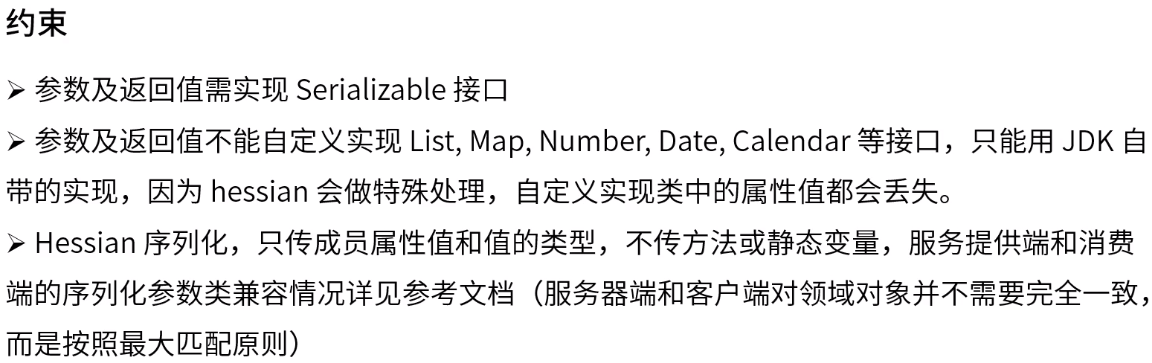 约束
➢ 参数及返回值需实现 Serializable 接口
➢ 参数及返回值不能自定义实现 List, Map, Number, Date, Calendar 等接口，只能用 JDK 自
带的实现，因为 hessian 会做特殊处理，自定义实现类中的属性值都会丢失。
➢ Hessian 序列化，只传成员属性值和值的类型，不传方法或静态变量，服务提供端和消费
端的序列化参数类兼容情况详见参考文档（服务器端和客户端对领域对象并不需要完全一致，
而是按照最大匹配原则）